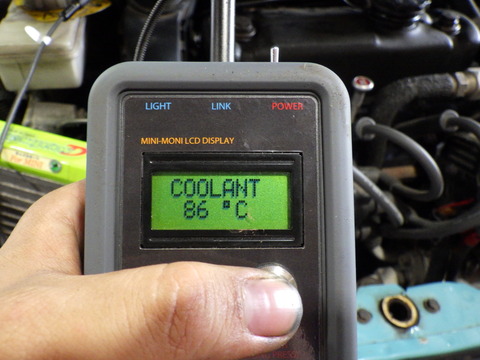 LIGHT LINK POWER
MINI-MONI LCD DISPLAY
COOLANT
86 °C